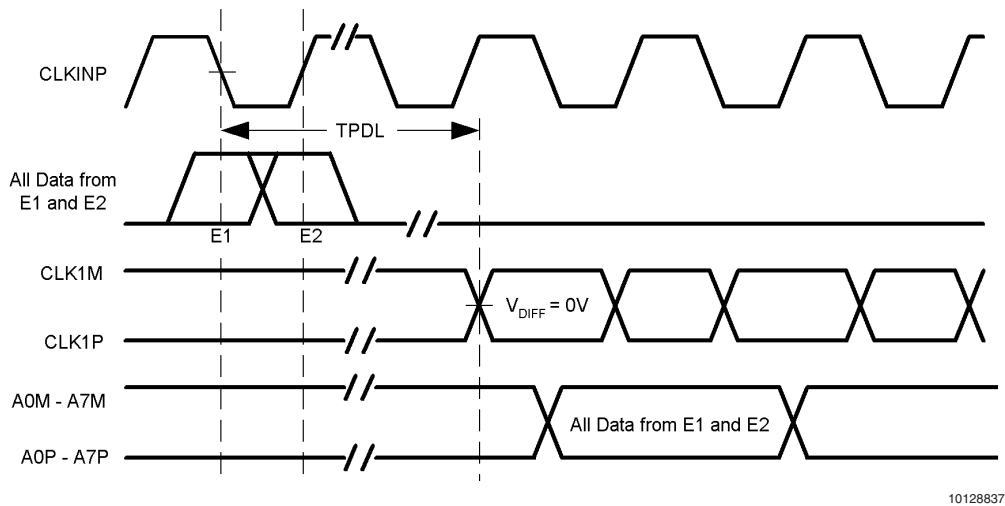 CLKINP
TPDL
All Data from
E1 and E2
E1
E2
CLK1M
V_DIFF = 0V
CLK1P
A0M - A7M
All Data from E1 and E2
A0P - A7P
10128837